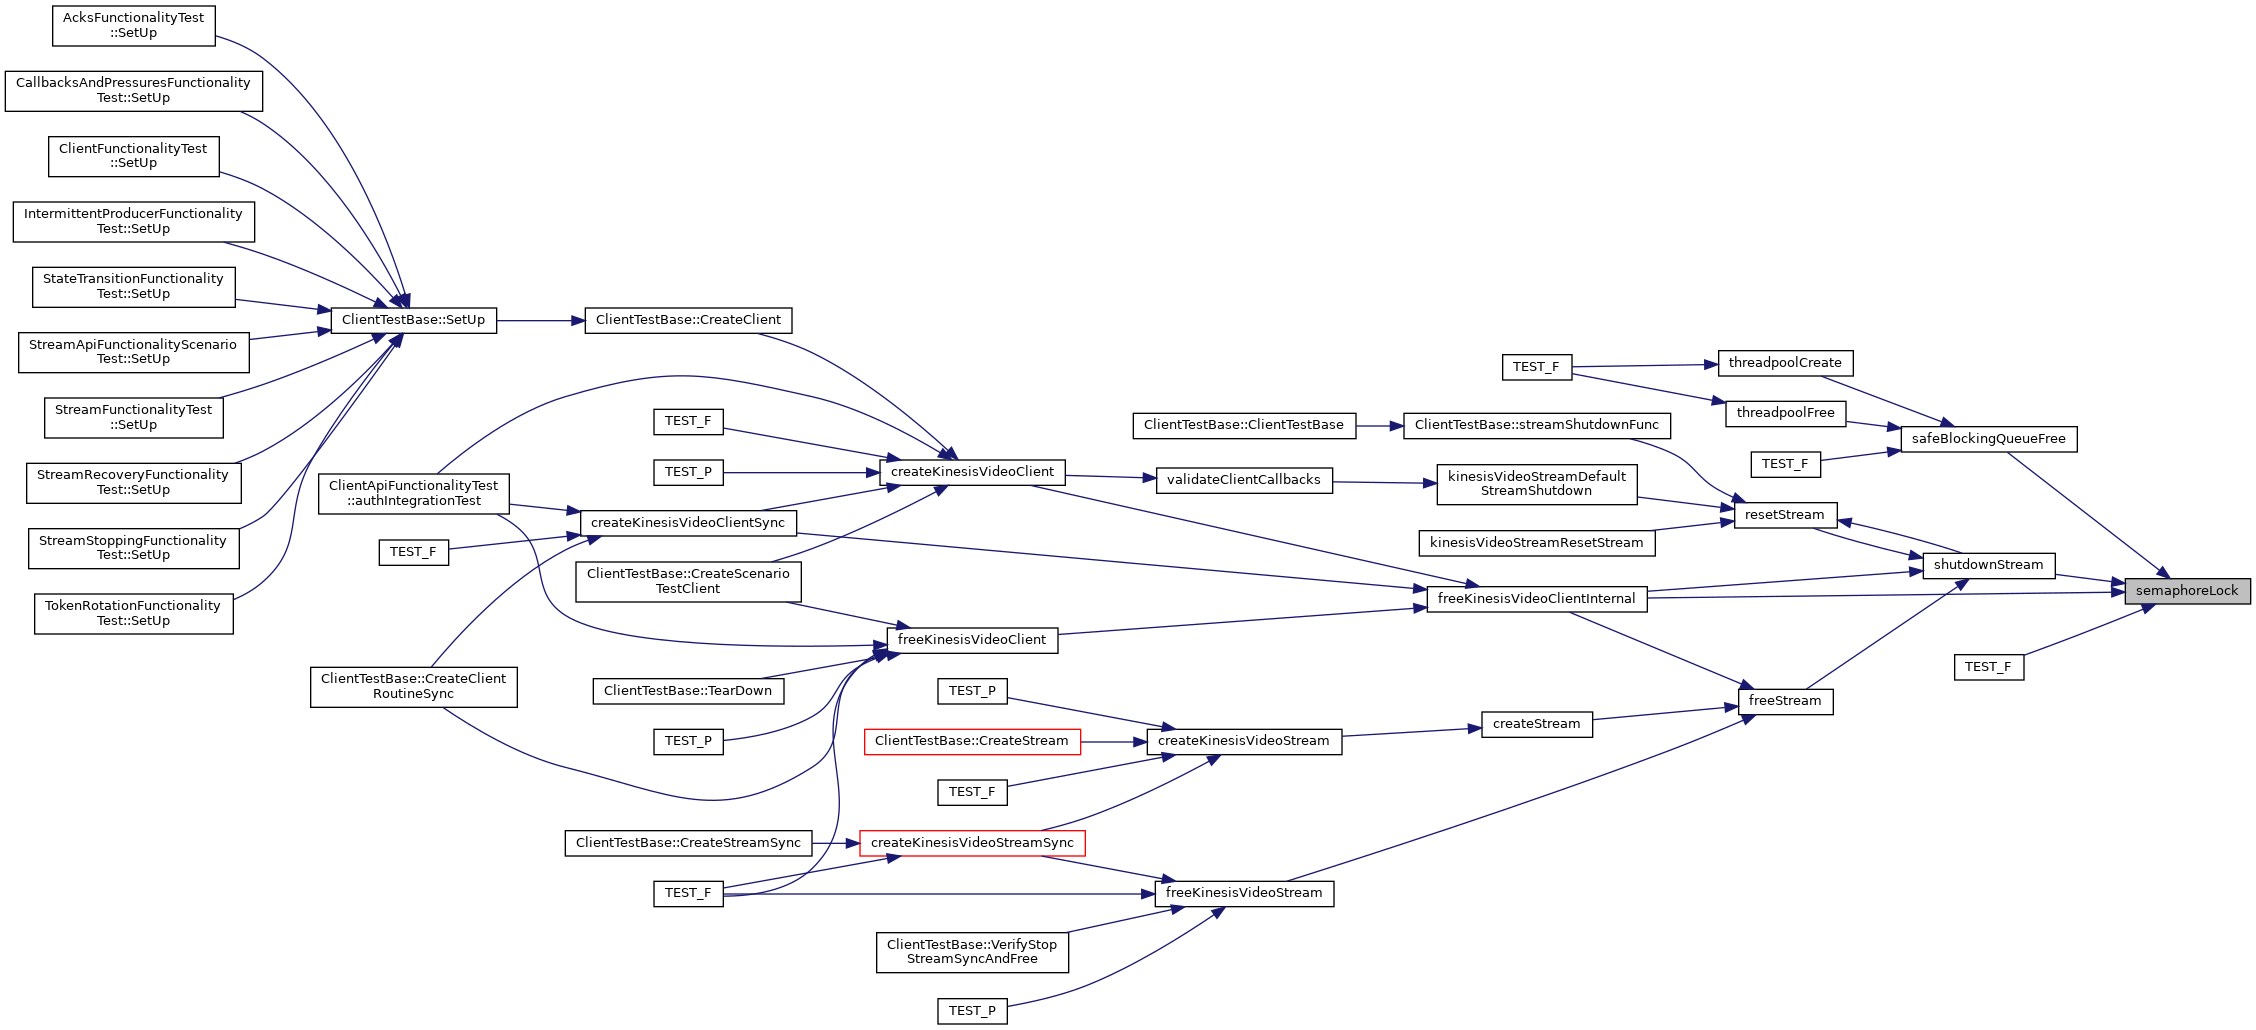 AcksFunctionalityTest
::SetUp
CallbacksAndPressuresFunctionality
Test::SetUp
ClientFunctionalityTest
::SetUp
IntermittentProducerFunctionality
Test::SetUp
StateTransitionFunctionality
Test::SetUp
StreamApiFunctionalityScenario
Test::SetUp
StreamFunctionalityTest
::SetUp
StreamRecoveryFunctionality
Test::SetUp
StreamStoppingFunctionality
Test::SetUp
TokenRotationFunctionality
Test::SetUp
ClientTestBase::SetUp
ClientApiFunctionalityTest
::authIntegrationTest
TEST_F
ClientTestBase::CreateClient
RoutineSync
ClientTestBase::CreateClient
TEST_F
TEST_P
createKinesisVideoClientSync
ClientTestBase::CreateScenario
TestClient
ClientTestBase::TearDown
TEST_P
ClientTestBase::CreateStreamSync
TEST_F
createKinesisVideoClient
freeKinesisVideoClient
TEST_P
ClientTestBase::CreateStream
TEST_F
createKinesisVideoStreamSync
ClientTestBase::VerifyStop
StreamSyncAndFree
TEST_P
ClientTestBase::ClientTestBase
validateClientCallbacks
createKinesisVideoStream
freeKinesisVideoStream
TEST_F
ClientTestBase::streamShutdownFunc
kinesisVideoStreamDefault
StreamShutdown
kinesisVideoStreamResetStream
freeKinesisVideoClientInternal
createStream
threadpoolCreate
threadpoolFree
TEST_F
resetStream
freeStream
safeBlockingQueueFree
shutdownStream
TEST_F
semaphoreLock